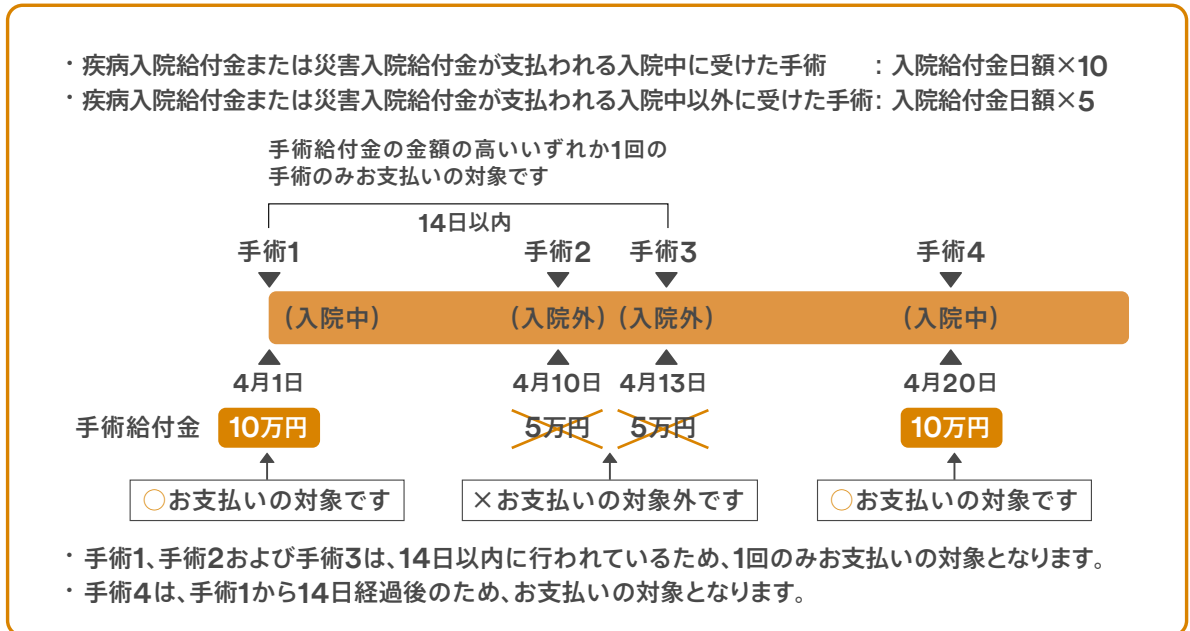 ・疾病入院給付金または災害入院給付金が支払われる入院中に受けた手術　：入院給付金日額×10
・疾病入院給付金または災害入院給付金が支払われる入院中以外に受けた手術：入院給付金日額×5
手術給付金の金額の高いいずれか1回の
手術のみお支払いの対象です
14日以内
手術1 手術2 手術3 手術4
（入院中） （入院外） （入院外） （入院中）
4月1日 4月10日 4月13日 4月20日
手術給付金 10万円 5万円 5万円 10万円
○お支払いの対象です ×お支払いの対象外です ○お支払いの対象です
・手術1、手術2および手術3は、14日以内に行われているため、1回のみお支払いの対象となります。
・手術4は、手術1から14日経過後のため、お支払いの対象となります。